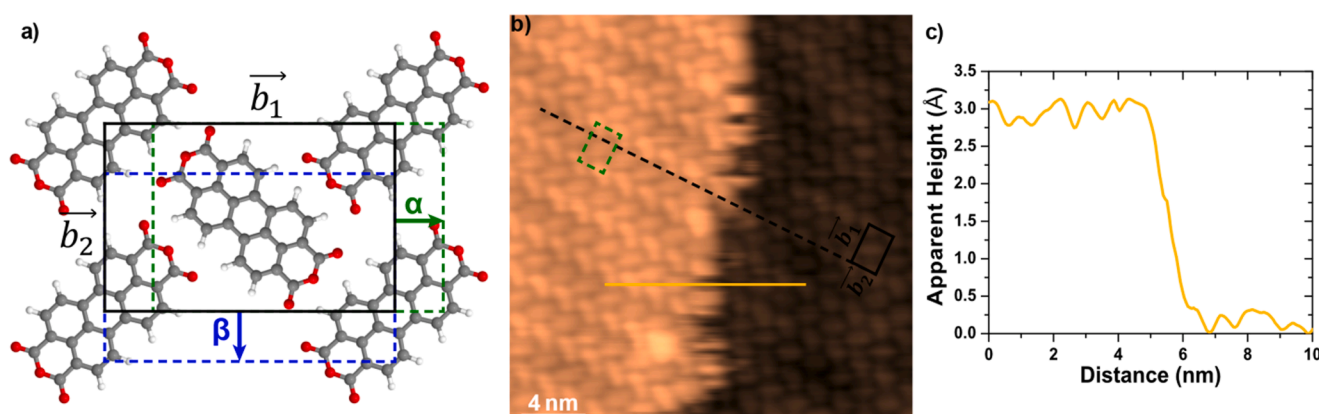 a)
b₁
b₂
α
β
b)
b₁
b₂
4 nm
c)
Apparent Height (Å)
3.5
3.0
2.5
2.0
1.5
1.0
0.5
0.0
0 2 4 6 8 10
Distance (nm)